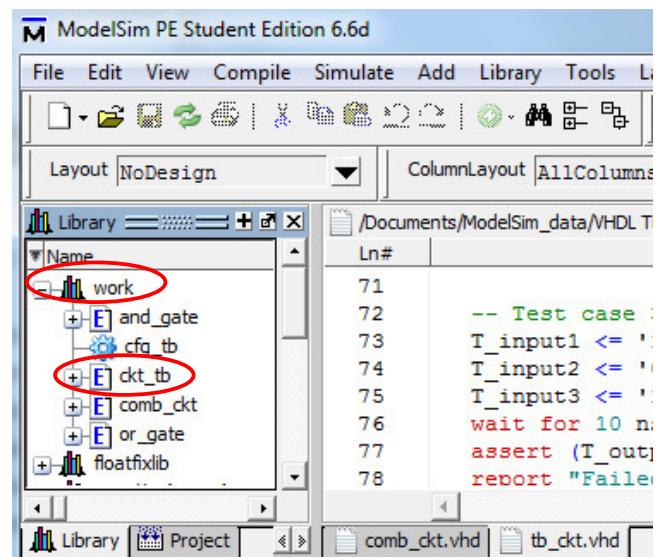 ModelSim PE Student Edition 6.6d
File Edit View Compile Simulate Add Library Tools
Layout NoDesign ColumnLayout AllColumns
Library
/Documents/ModelSim_data/VHDL
Name
Ln#
work
and_gate
cfg_tb
ckt_tb
comb_ckt
or_gate
floatfixlib
71
72 -- Test case
73 T_input1 <= '
74 T_input2 <= '
75 T_input3 <= '
76 wait for 10
77 assert (T_out
78 report "Faile
Library Project
comb_ckt.vhd tb_ckt.vhd